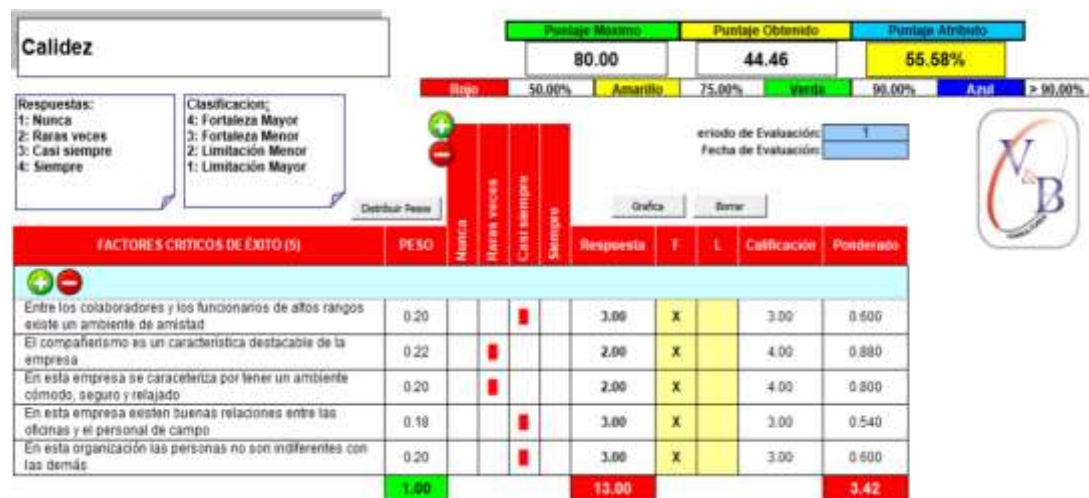 Calidez
Puntaje Maximo
Puntaje Obtenido
Puntaje Atributo
80.00
44.46
55.58%
Rojo 50.00% Amarillo 75.00% Verde 90.00% Azul > 90.00%
Respuestas:
1: Nunca
2: Raras veces
3: Casi siempre
4: Siempre
Clasificacion:
4: Fortaleza Mayor
3: Fortaleza Menor
2: Limitación Menor
1: Limitación Mayor
eriodo de Evaluación: 1
Fecha de Evaluación:
V&B
Distribuir Pesos
Grafica
Borrar
FACTORES CRITICOS DE ÉXITO (5) PESO Nunca Raras veces Casi siempre Siempre Respuesta F L Calificación Ponderado
Entre los colaboradores y los funcionarios de altos rangos
existe un ambiente de amistad
0.20 3.00 X 3.00 0.600
El compañerismo es un característica destacable de la
empresa
0.22 2.00 X 4.00 0.880
En esta empresa se caraceteriza por tener un ambiente
cómodo, seguro y relajado
0.20 2.00 X 4.00 0.800
En esta empresa existen buenas relaciones entre las
oficinas y el personal de campo
0.18 3.00 X 3.00 0.540
En esta organización las personas no son indiferentes con
las demás
0.20 3.00 X 3.00 0.600
1.00 13.00 3.42